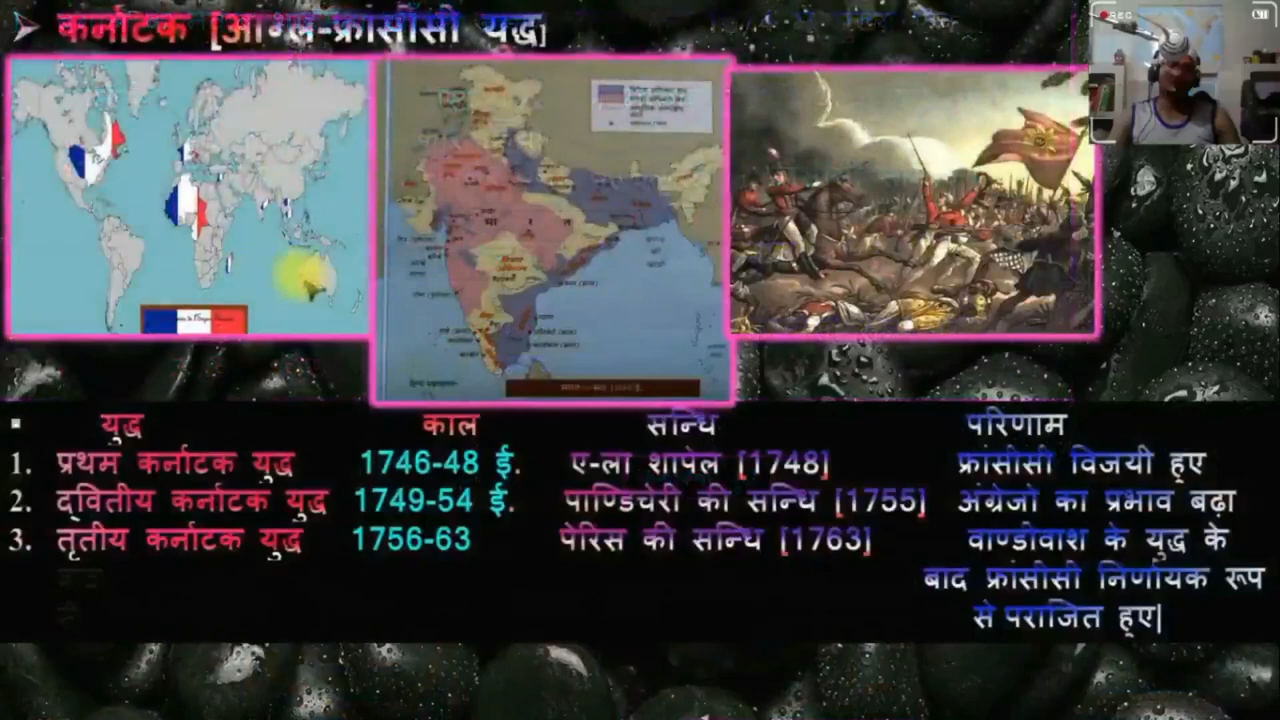 कर्नाटक [आंग्ल-फ्रांसीसी युद्ध]
REC
युद्ध काल सन्धि परिणाम
1. प्रथम कर्नाटक युद्ध 1746-48 ई. ए-ला शापेल [1748] फ्रांसीसी विजयी हुए
2. द्वितीय कर्नाटक युद्ध 1749-54 ई. पाण्डिचेरी की सन्धि [1755] अंग्रेजो का प्रभाव बढ़ा
3. तृतीय कर्नाटक युद्ध 1756-63 पेरिस की सन्धि [1763] वाण्डीवाश के युद्ध के
बाद फ्रांसीसी निर्णायक रूप
से पराजित हुए